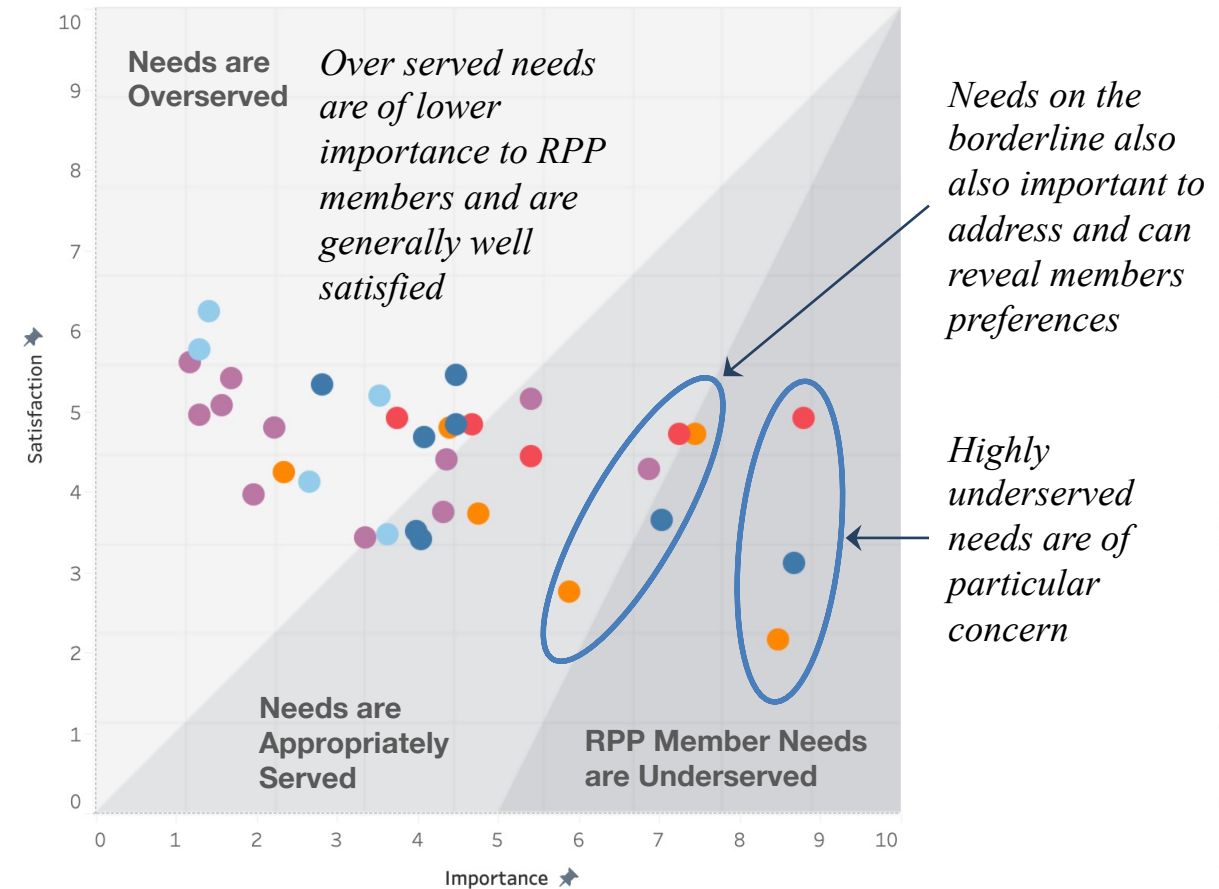 10
9
8
7
6
5
4
3
2
1
0
Satisfaction
Needs are
Overserved
Over served needs
are of lower
importance to RPP
members and are
generally well
satisfied
Needs on the
borderline also
also important to
address and can
reveal members
preferences
Highly
underserved
needs are of
particular
concern
Needs are
Appropriately
Served
RPP Member Needs
are Underserved
0 1 2 3 4 5 6 7 8 9 10
Importance